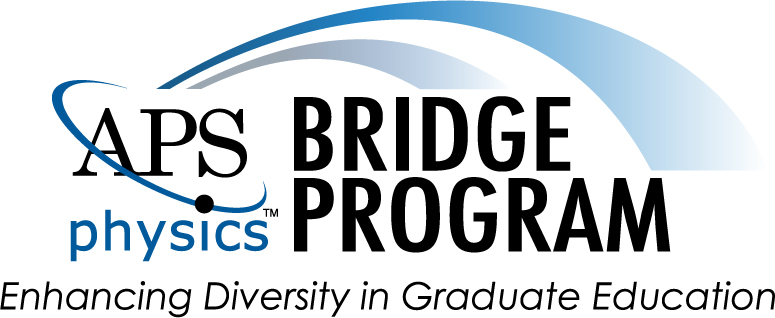 APS
physics™
BRIDGE
PROGRAM
Enhancing Diversity in Graduate Education